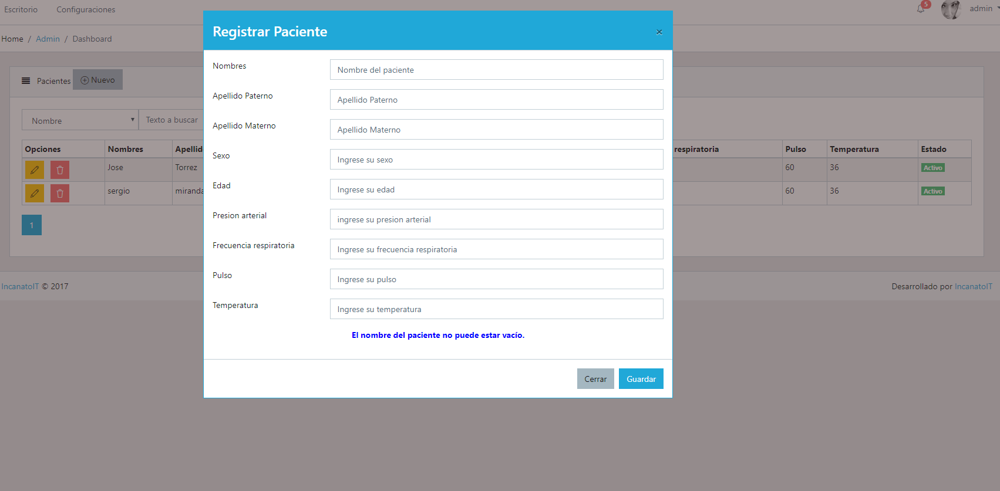 Escritorio Configuraciones 5 admin
Home / Admin / Dashboard
Registrar Paciente ×
Pacientes Nuevo
Nombre Texto a buscar
Opciones Nombres Apellid respiratoria Pulso Temperatura Estado
Jose Torrez 60 36 Activo
sergio miranda 60 36 Activo
1
Nombres Nombre del paciente
Apellido Paterno Apellido Paterno
Apellido Materno Apellido Materno
Sexo Ingrese su sexo
Edad Ingrese su edad
Presion arterial ingrese su presion arterial
Frecuencia respiratoria Ingrese su frecuencia respiratoria
Pulso Ingrese su pulso
Temperatura Ingrese su temperatura
El nombre del paciente no puede estar vacío.
Cerrar Guardar
IncanatoIT © 2017 Desarrollado por IncanatoIT